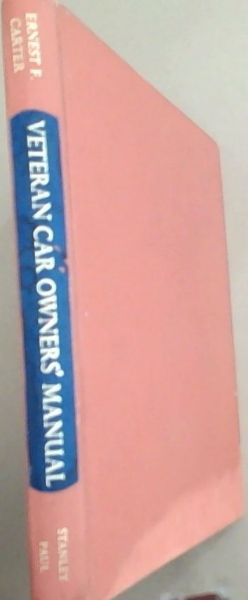 ERNEST F.
CARTER
VETERAN CAR OWNERS' MANUAL
STANLEY
PAUL